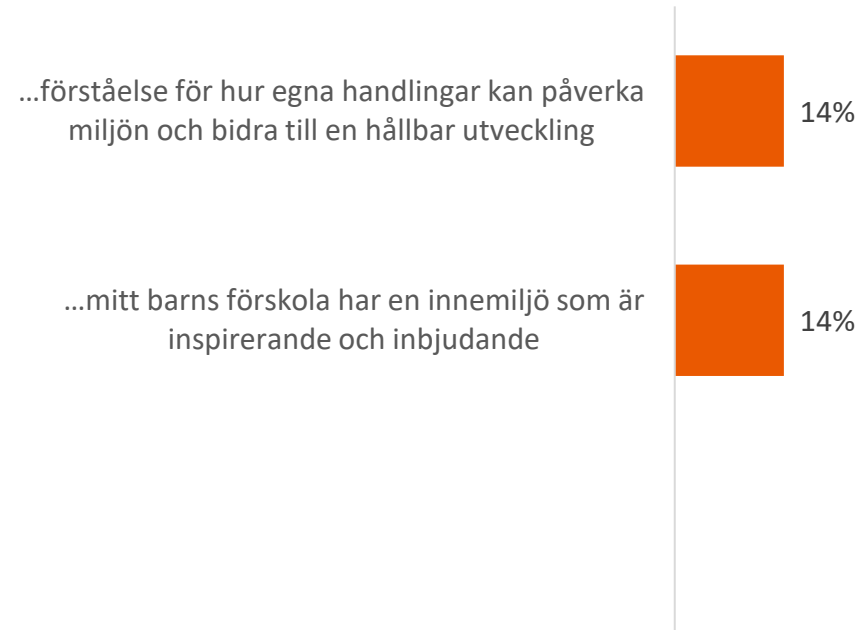 …förståelse för hur egna handlingar kan påverka
miljön och bidra till en hållbar utveckling
14%
…mitt barns förskola har en innemiljö som är
inspirerande och inbjudande
14%